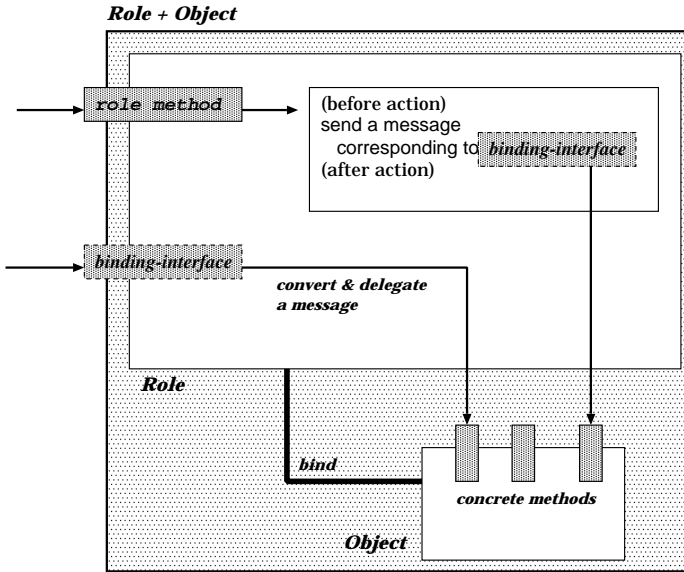 Role + Object
role method
(before action)
send a message
corresponding to binding-interface
(after action)
binding-interface
convert & delegate
a message
Role
bind
concrete methods
Object